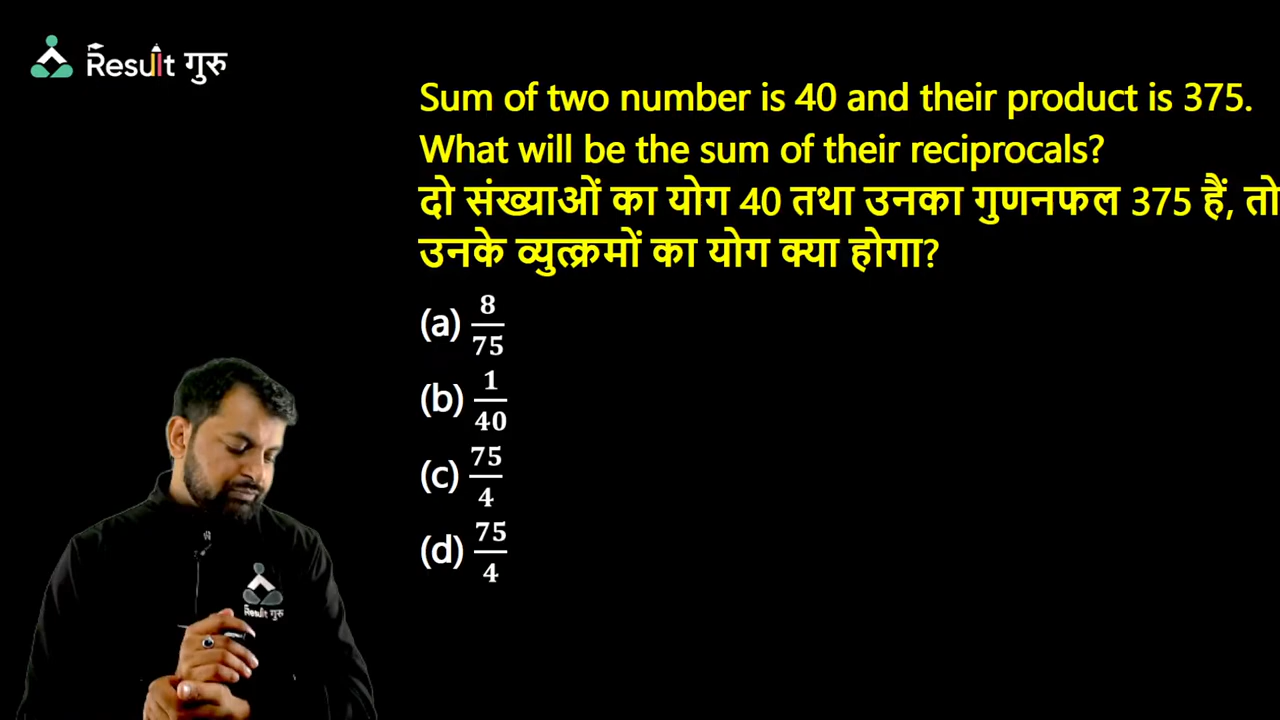 Result गुरु
Sum of two number is 40 and their product is 375.
What will be the sum of their reciprocals?
दो संख्याओं का योग 40 तथा उनका गुणनफल 375 हैं, तो
उनके व्युत्क्रमों का योग क्या होगा?
(a) 8/75
(b) 1/40
(c) 75/4
(d) 75/4
Result गुरु